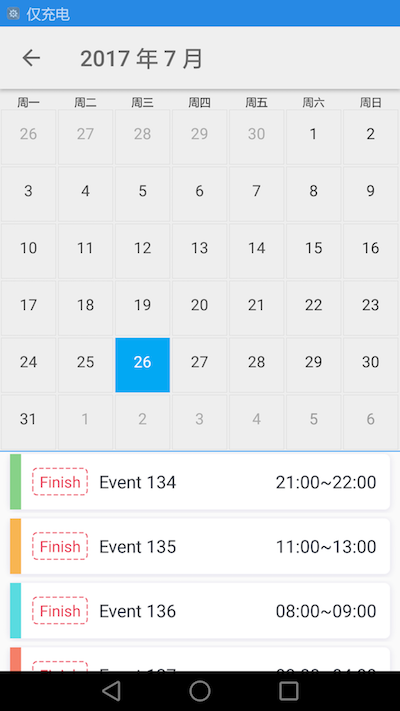 仅充电
2017 年 7 月
周一 周二 周三 周四 周五 周六 周日
26 27 28 29 30 1 2
3 4 5 6 7 8 9
10 11 12 13 14 15 16
17 18 19 20 21 22 23
24 25 26 27 28 29 30
31 1 2 3 4 5 6
Finish Event 134 21:00~22:00
Finish Event 135 11:00~13:00
Finish Event 136 08:00~09:00
Finish Event